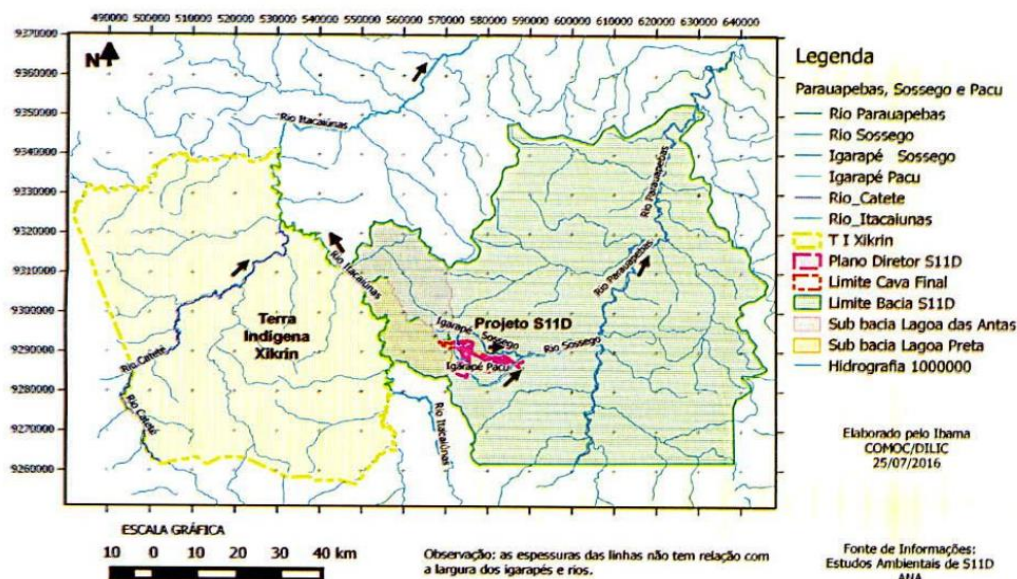 490000 500000 510000 520000 530000 540000 550000 560000 570000 580000 590000 600000 610000 620000 630000 640000
9370000
9360000
9350000
9340000
9330000
9320000
9310000
9300000
9290000
9280000
9270000
9260000
N
Rio Itacaiúnas
Rio Parauapebas
Rio Itacaiúnas
Rio Parauapebas
Terra
Indígena
Xikrin
Igarapé Sossego
Projeto S11D
Rio Sossego
Igarapé Pacu
Rio Cateté
Rio Cateté
Rio Itacaiúnas
Legenda
Parauapebas, Sossego e Pacu
Rio Parauapebas
Rio Sossego
Igarapé Sossego
Igarapé Pacu
Rio_Catete
Rio_Itacaiunas
T I Xikrin
Plano Diretor S11D
Limite Cava Final
Limite Bacia S11D
Sub bacia Lagoa das Antas
Sub bacia Lagoa Preta
Hidrografia 1000000
Elaborado pelo Ibama
COMOC/DILIC
25/07/2016
ESCALA GRÁFICA
10 0 10 20 30 40 km
Observação: as espessuras das linhas não tem relação com
a largura dos igarapés e rios.
Fonte de Informações:
Estudos Ambientais de S11D
ANA